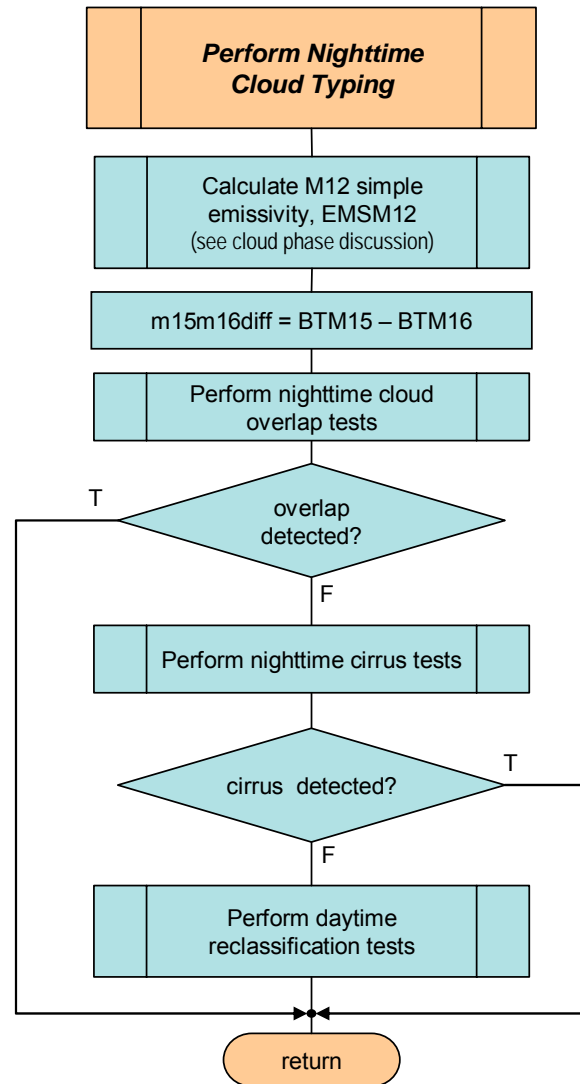 Perform Nighttime
Cloud Typing
Calculate M12 simple
emissivity, EMSM12
(see cloud phase discussion)
m15m16diff = BTM15 – BTM16
Perform nighttime cloud
overlap tests
T
overlap
detected?
F
Perform nighttime cirrus tests
T
cirrus detected?
F
Perform daytime
reclassification tests
return